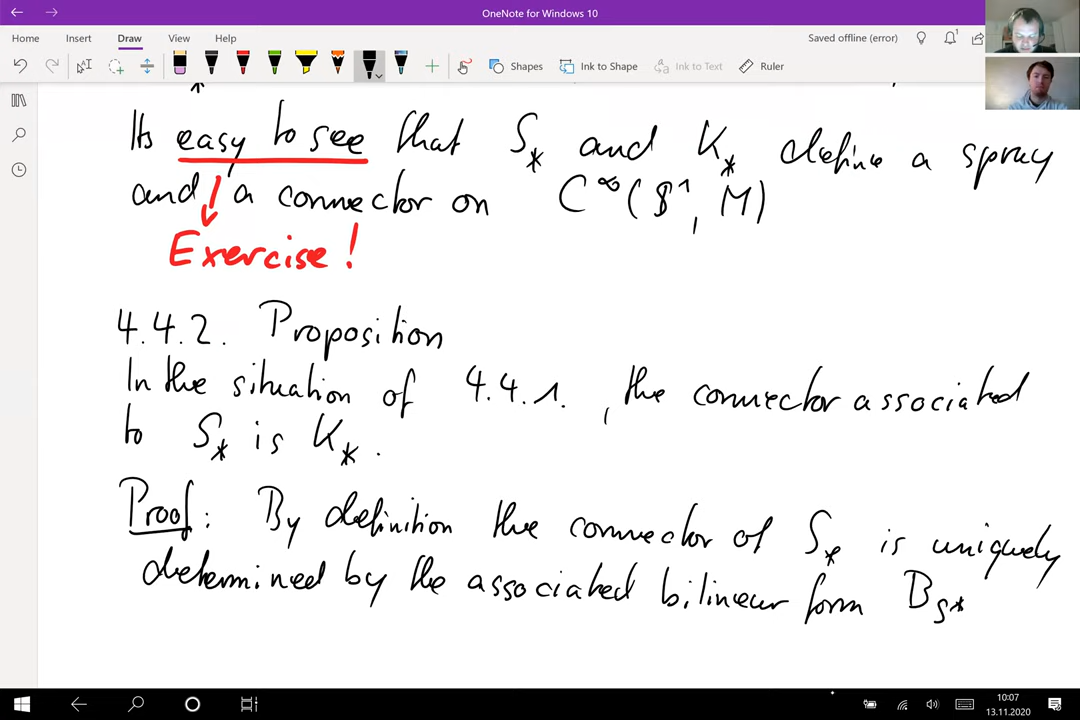 OneNote for Windows 10
Home Insert Draw View Help
Saved offline (error)
Shapes Ink to Shape Ink to Text Ruler
Its easy to see that S* and K* define a spray
and a connector on C∞(𝕊¹, M)
Exercise!
4.4.2. Proposition
In the situation of 4.4.1., the connector associated
to S* is K*.
Proof: By definition the connector of S* is uniquely
determined by the associated bilinear form B_S*
10:07
13.11.2020